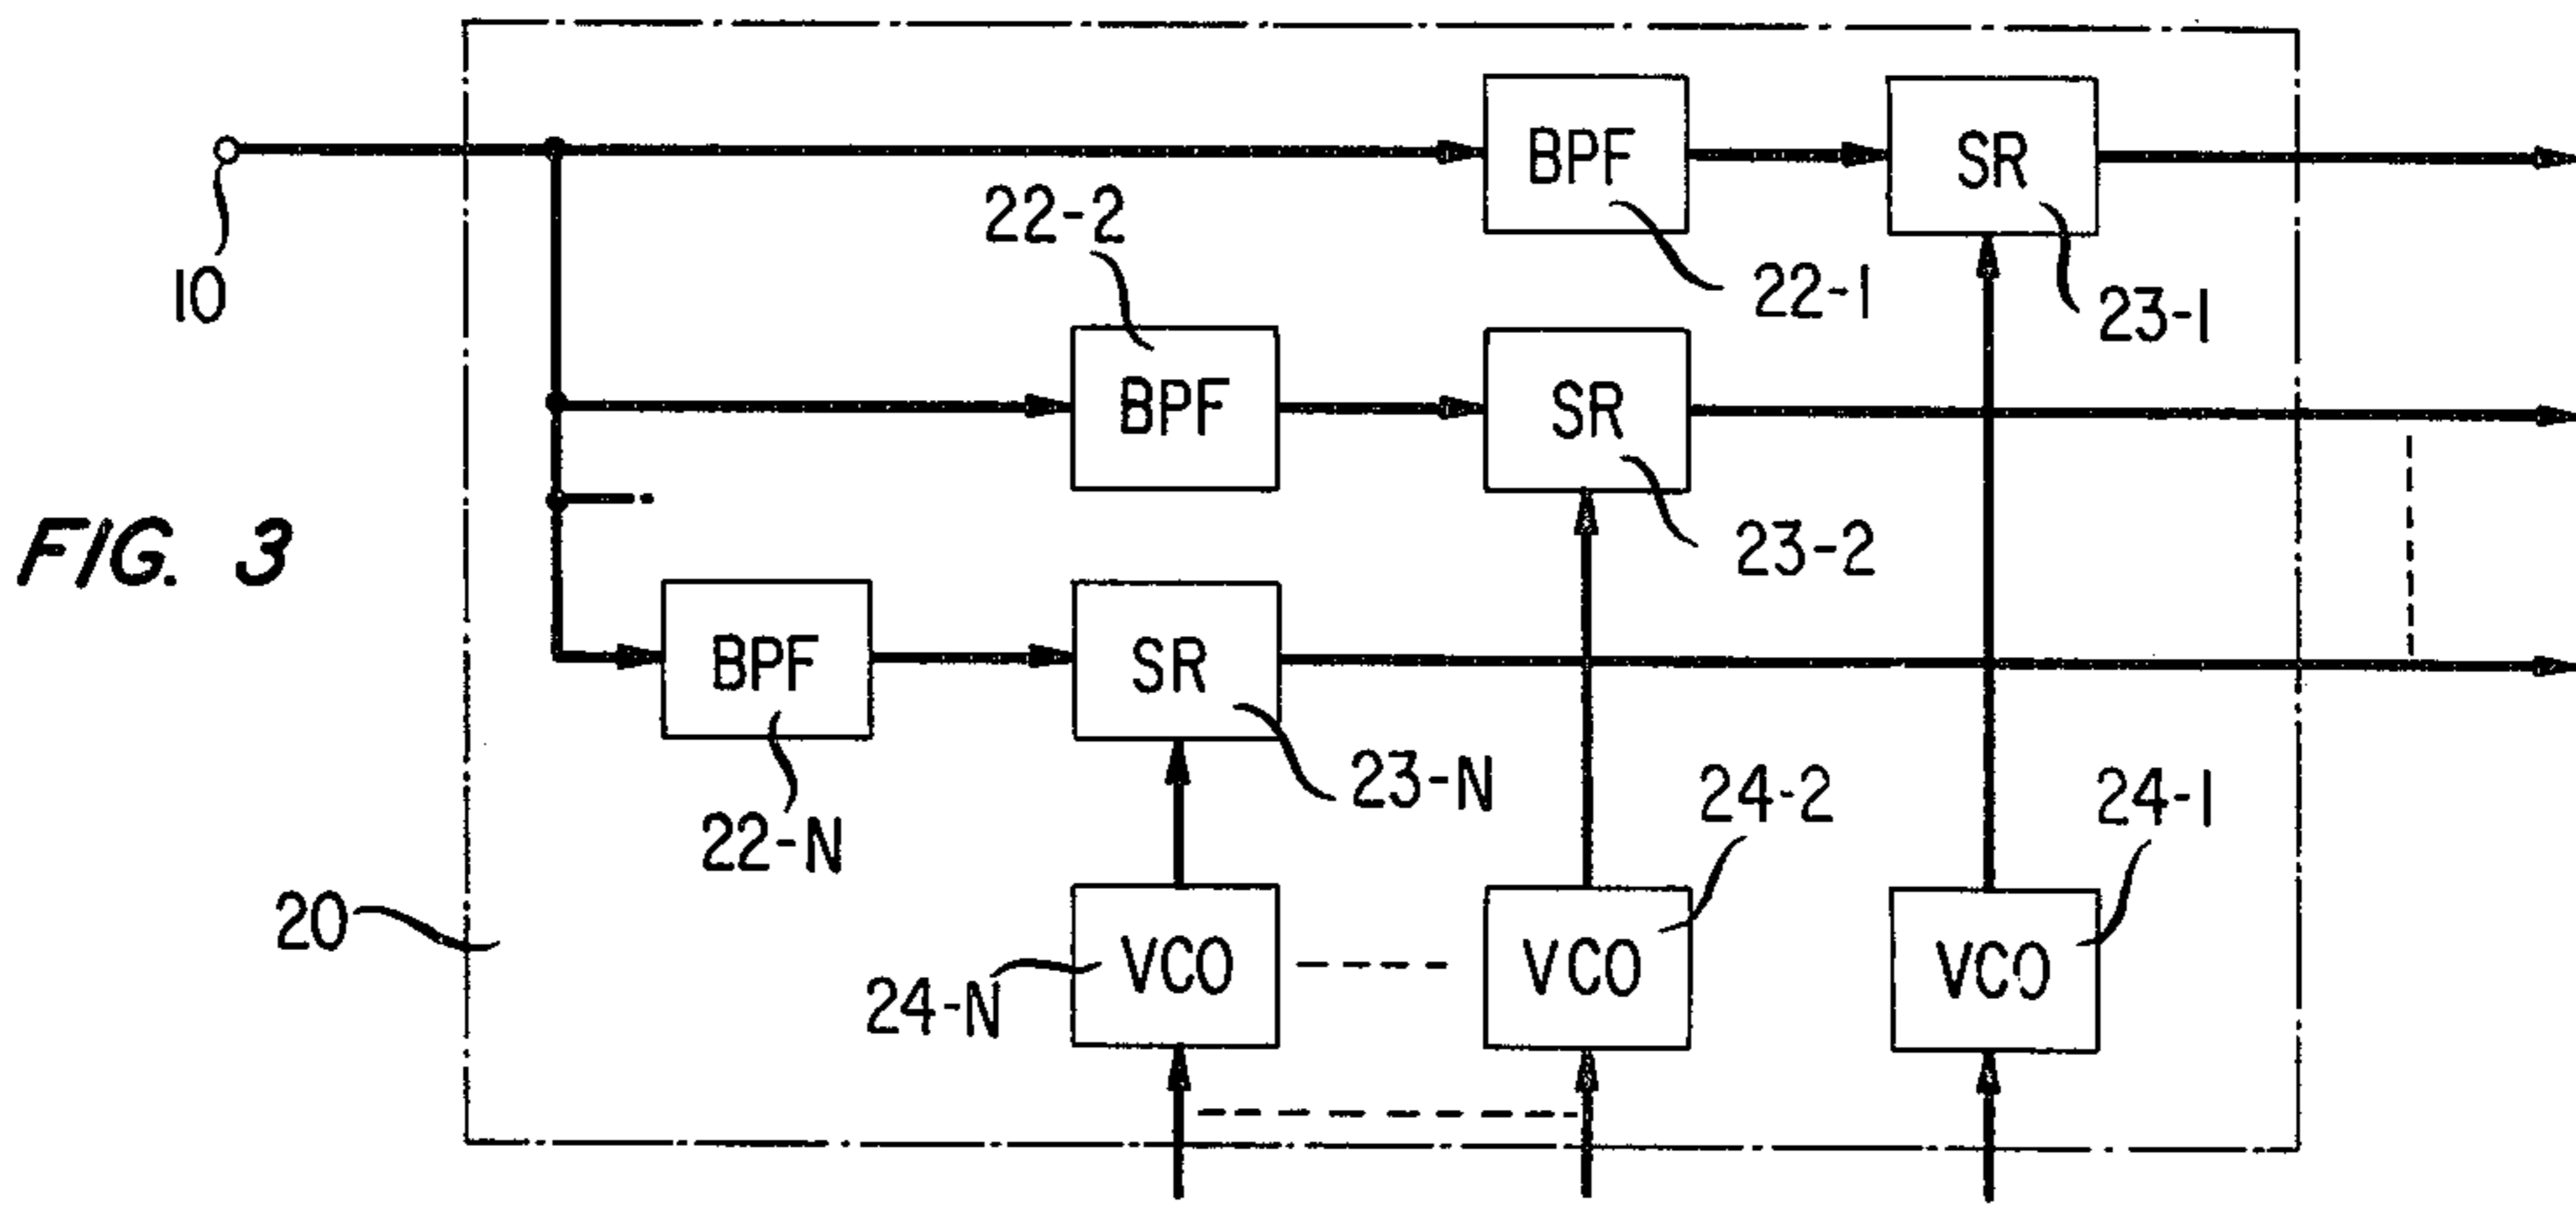 BPF
SR
22-2
22-1
10
23-1
BPF
SR
FIG. 3
23-2
BPF
SR
23-N
24-2
24-1
22-N
20
VCO
VCO
VCO
24-N